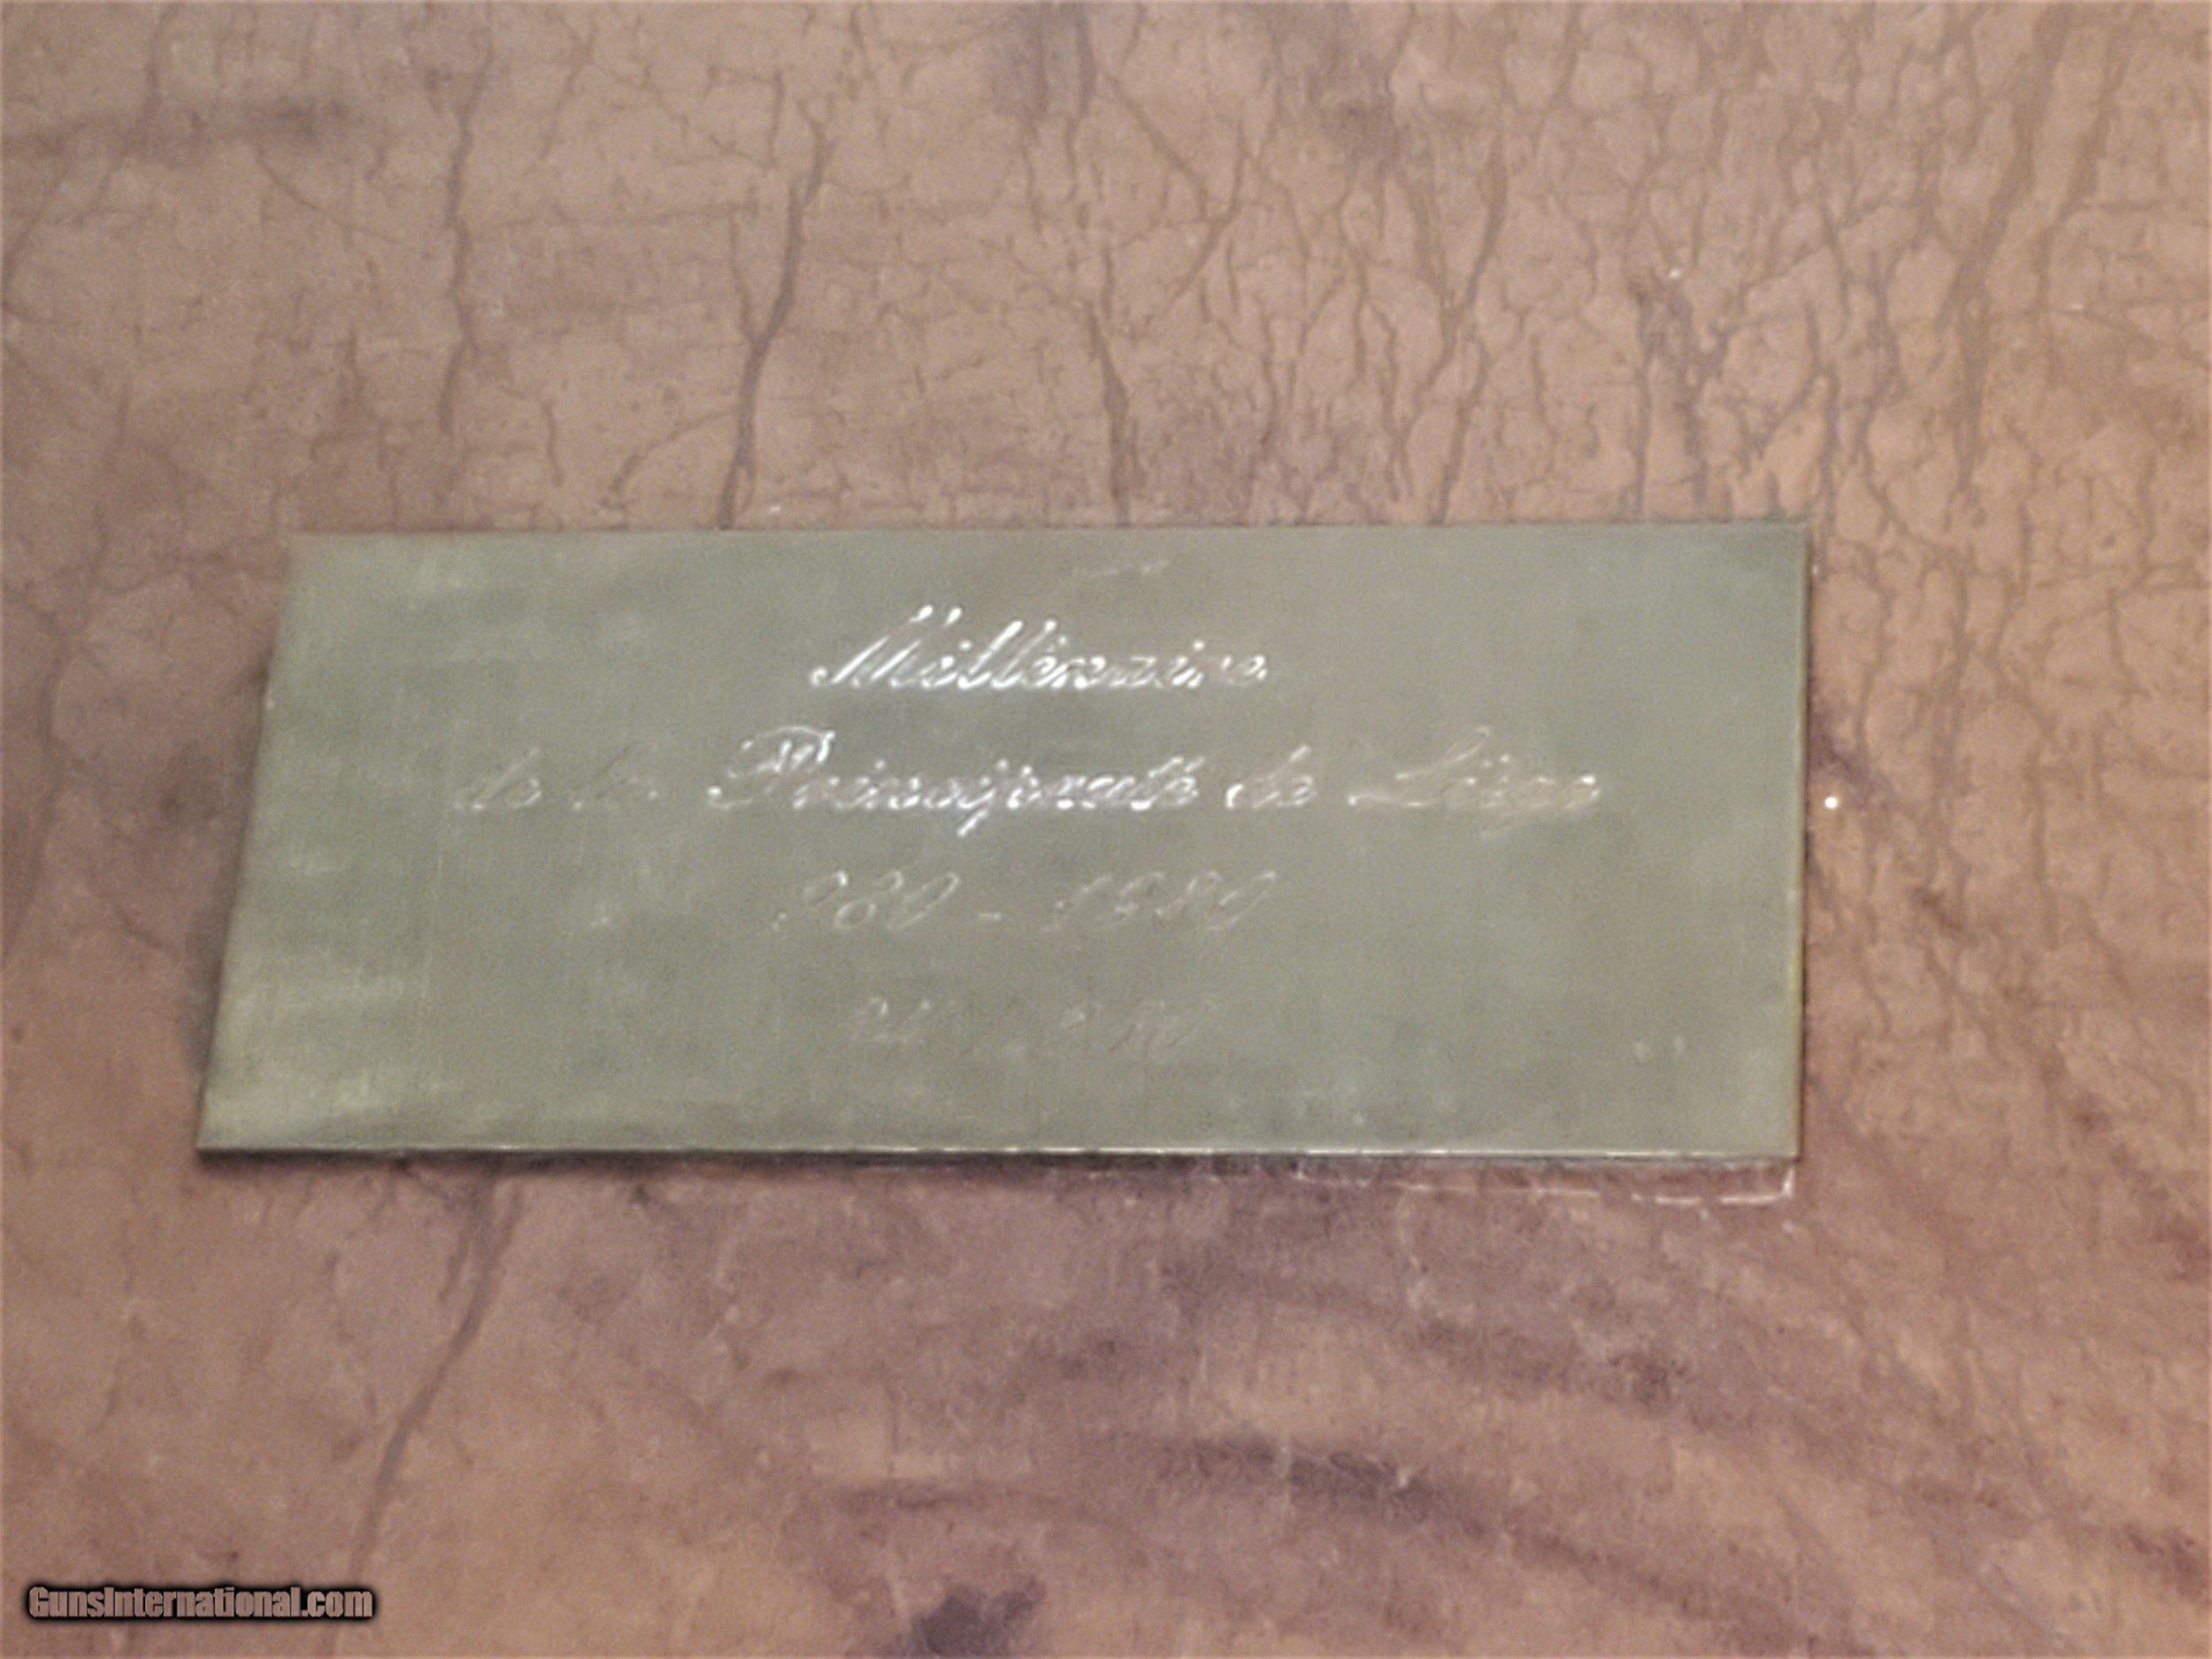 Millénaire
de la Principauté de Liège
980 - 1980
GunsInternational.com